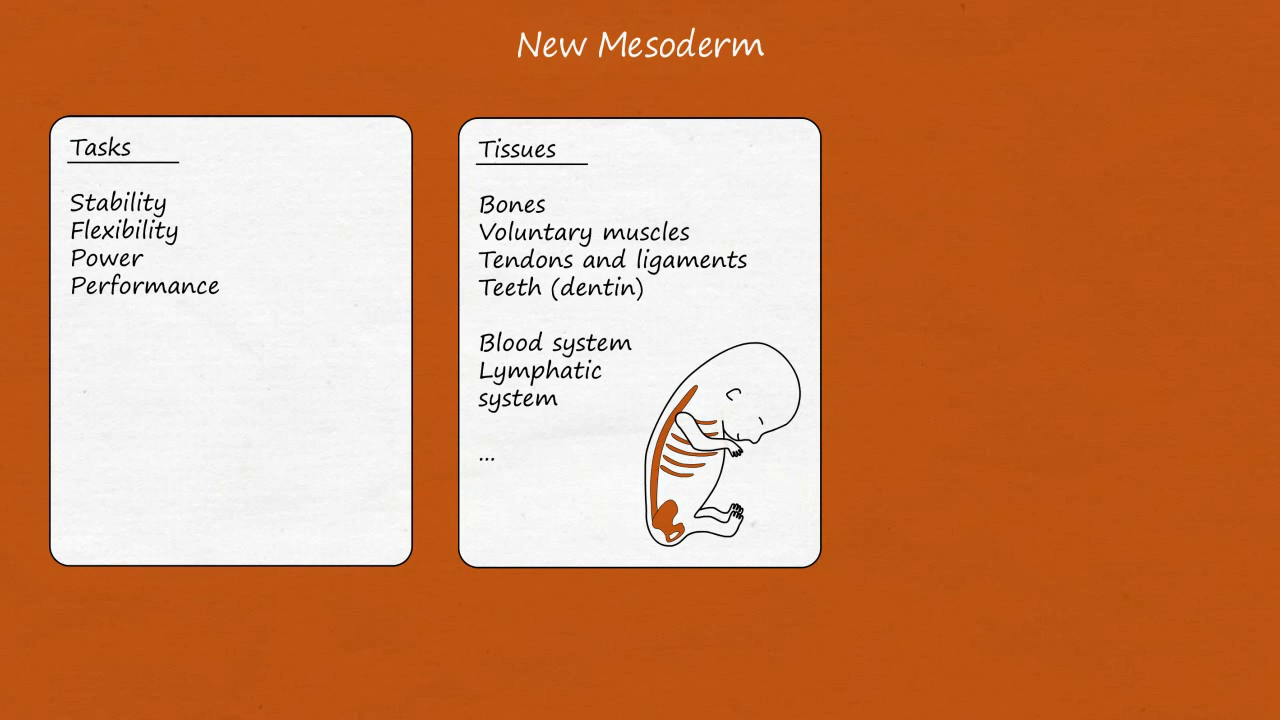 New Mesoderm
Tasks
Stability
Flexibility
Power
Performance
Tissues
Bones
Voluntary muscles
Tendons and ligaments
Teeth (dentin)
Blood system
Lymphatic
system
...